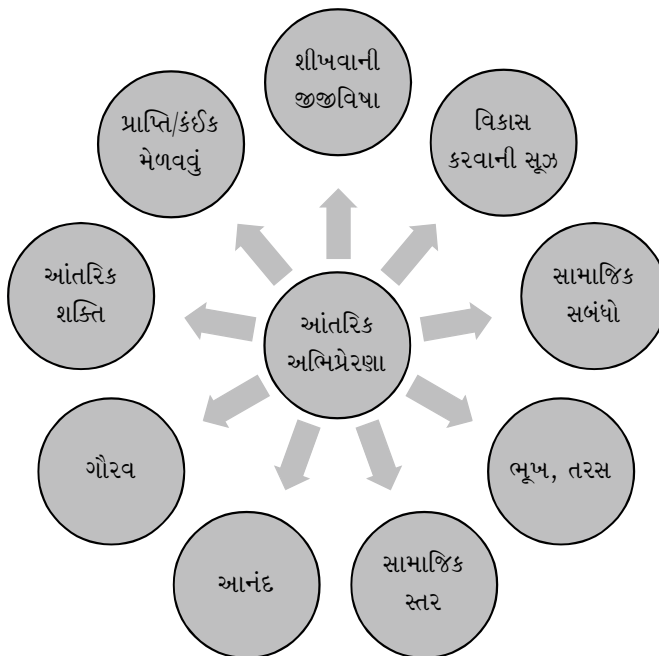 શીખવાની
જીજીવિષા
વિકાસ
કરવાની સૂઝ
સામાજિક
સબંધો
ભૂખ, તરસ
સામાજિક
સ્તર
આનંદ
ગૌરવ
આંતરિક
શક્તિ
પ્રાપ્તિ/કંઈક
મેળવવું
આંતરિક
અભિપ્રેરણા